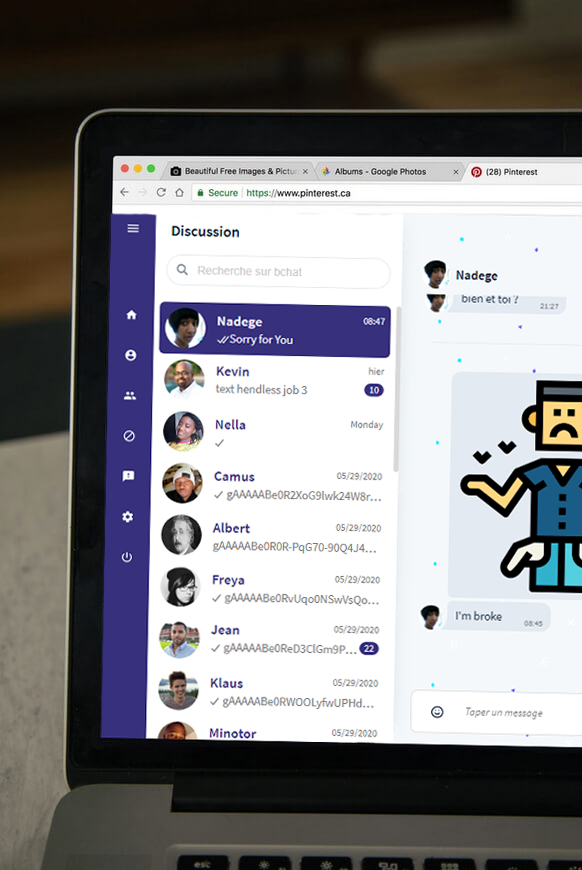 Beautiful Free Images & Pictu
Albums - Google Photos
(28) Pinterest
Secure
https://www.pinterest.ca
Discussion
Recherche sur bchat
Nadege
08:47
Sorry for You
Kevin
hier
text hendless job 3
10
Nella
Monday
Camus
05/29/2020
gAAAAABe0R2XoG9Iwk24W8r...
Albert
05/29/2020
gAAAAABe0R0R-PqG70-90Q4J4...
Freya
05/29/2020
gAAAAABe0RvUqo0NSwVsQo...
Jean
05/29/2020
gAAAAABe0ReD3ClGm9P...
22
Klaus
05/29/2020
gAAAAABe0RWOOLyfwUPHd...
Minotor
05/29/2020
Nadege
bien et toi ?
21:27
I'm broke
08:45
Taper un message
esc